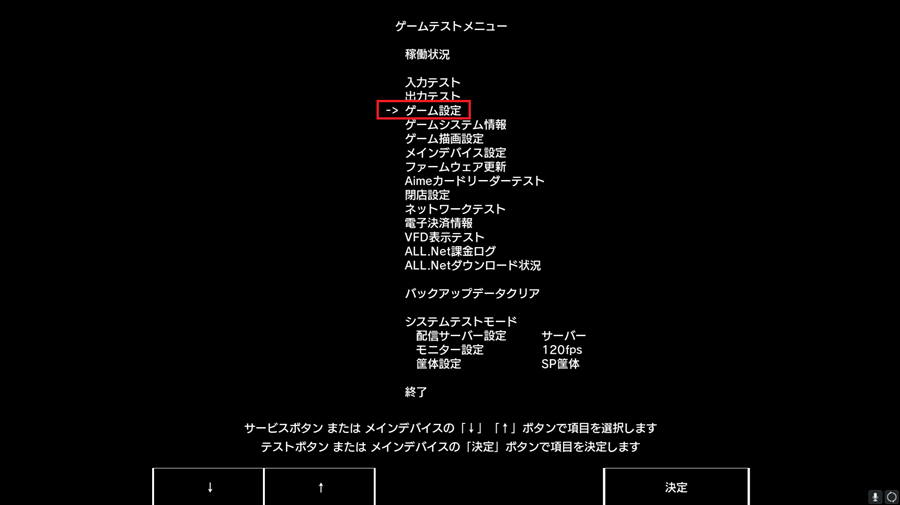 ゲームテストメニュー
稼働状況
入力テスト
出力テスト
-> ゲーム設定
ゲームシステム情報
ゲーム描画設定
メインデバイス設定
ファームウェア更新
Aimeカードリーダーテスト
閉店設定
ネットワークテスト
電子決済情報
VFD表示テスト
ALL.Net課金ログ
ALL.Netダウンロード状況
バックアップデータクリア
システムテストモード
配信サーバー設定 サーバー
モニター設定 120fps
筐体設定 SP筐体
終了
サービスボタン または メインデバイスの「↓」「↑」ボタンで項目を選択します
テストボタン または メインデバイスの「決定」ボタンで項目を決定します
↓ ↑ 決定